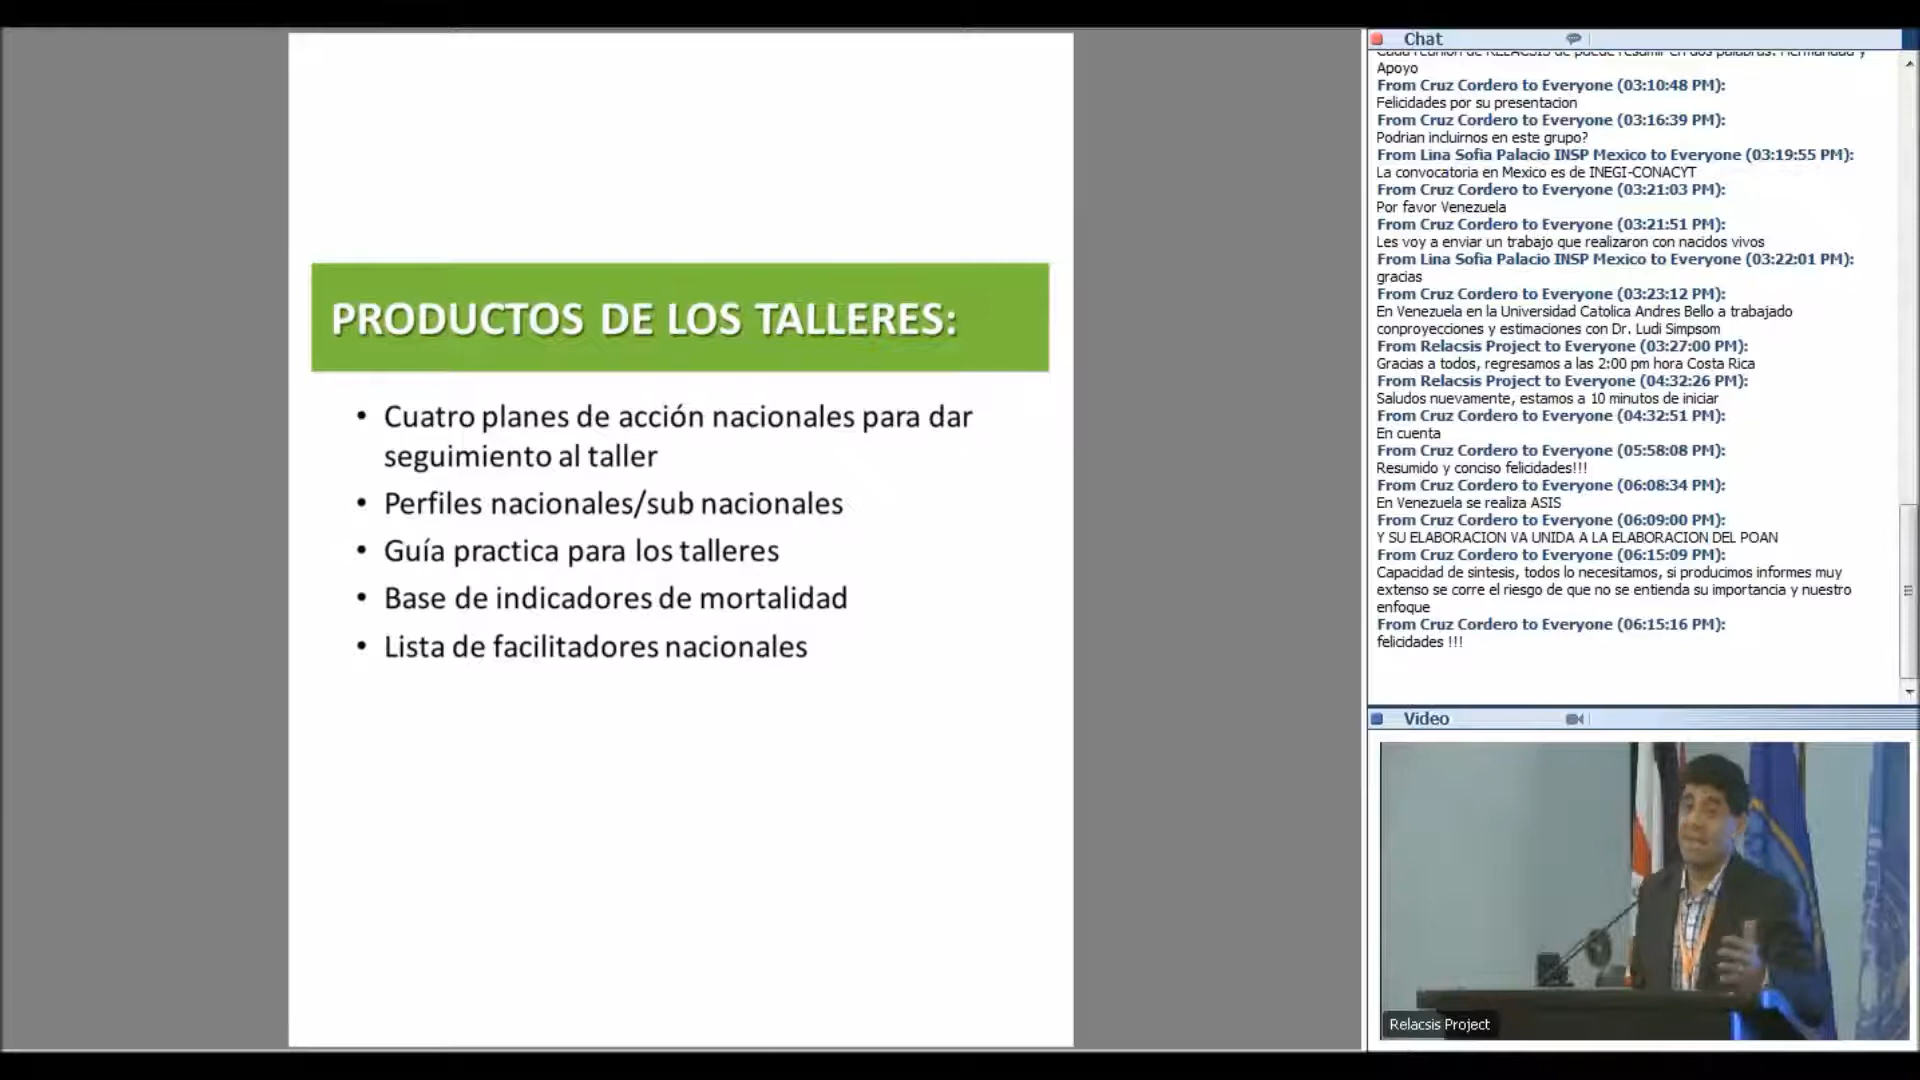 PRODUCTOS DE LOS TALLERES:
• Cuatro planes de acción nacionales para dar
seguimiento al taller
• Perfiles nacionales/sub nacionales
• Guía practica para los talleres
• Base de indicadores de mortalidad
• Lista de facilitadores nacionales
Chat
Cada reunion de RELACSIS de puede resumir en dos palabras: Hermandad y
Apoyo
From Cruz Cordero to Everyone (03:10:48 PM):
Felicidades por su presentacion
From Cruz Cordero to Everyone (03:16:39 PM):
Podrian incluirnos en este grupo?
From Lina Sofia Palacio INSP Mexico to Everyone (03:19:55 PM):
La convocatoria en Mexico es de INEGI-CONACYT
From Cruz Cordero to Everyone (03:21:03 PM):
Por favor Venezuela
From Cruz Cordero to Everyone (03:21:51 PM):
Les voy a enviar un trabajo que realizaron con nacidos vivos
From Lina Sofia Palacio INSP Mexico to Everyone (03:22:01 PM):
gracias
From Cruz Cordero to Everyone (03:23:12 PM):
En Venezuela en la Universidad Catolica Andres Bello a trabajado
conproyecciones y estimaciones con Dr. Ludi Simpsom
From Relacsis Project to Everyone (03:27:00 PM):
Gracias a todos, regresamos a las 2:00 pm hora Costa Rica
From Relacsis Project to Everyone (04:32:26 PM):
Saludos nuevamente, estamos a 10 minutos de iniciar
From Cruz Cordero to Everyone (04:32:51 PM):
En cuenta
From Cruz Cordero to Everyone (05:58:08 PM):
Resumido y conciso felicidades!!!
From Cruz Cordero to Everyone (06:08:34 PM):
En Venezuela se realiza ASIS
From Cruz Cordero to Everyone (06:09:00 PM):
Y SU ELABORACION VA UNIDA A LA ELABORACION DEL POAN
From Cruz Cordero to Everyone (06:15:09 PM):
Capacidad de sintesis, todos lo necesitamos, si producimos informes muy
extenso se corre el riesgo de que no se entienda su importancia y nuestro
enfoque
From Cruz Cordero to Everyone (06:15:16 PM):
felicidades !!!
Video
Relacsis Project